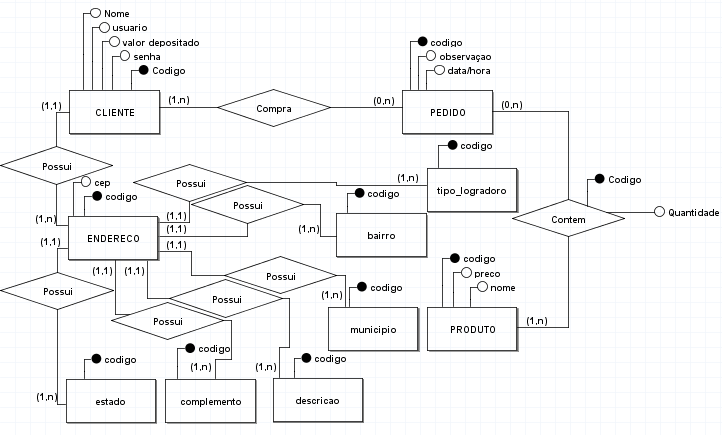 Nome
usuario
valor depositado
senha
Codigo
codigo
observaçao
data/hora
(1,1)
CLIENTE
(1,n)
Compra
(0,n)
PEDIDO
(0,n)
codigo
Possui
Possui
(1,n)
tipo_logradoro
Codigo
cep
codigo
Possui
codigo
Contem
Quantidade
(1,n)
(1,1)
(1,1)
(1,n)
bairro
ENDERECO
(1,1)
(1,1)
(1,1)
(1,1)
Possui
codigo
preco
nome
Possui
Possui
(1,n)
codigo
Possui
municipio
PRODUTO
(1,n)
codigo
codigo
codigo
(1,n)
(1,n)
(1,n)
estado
complemento
descricao